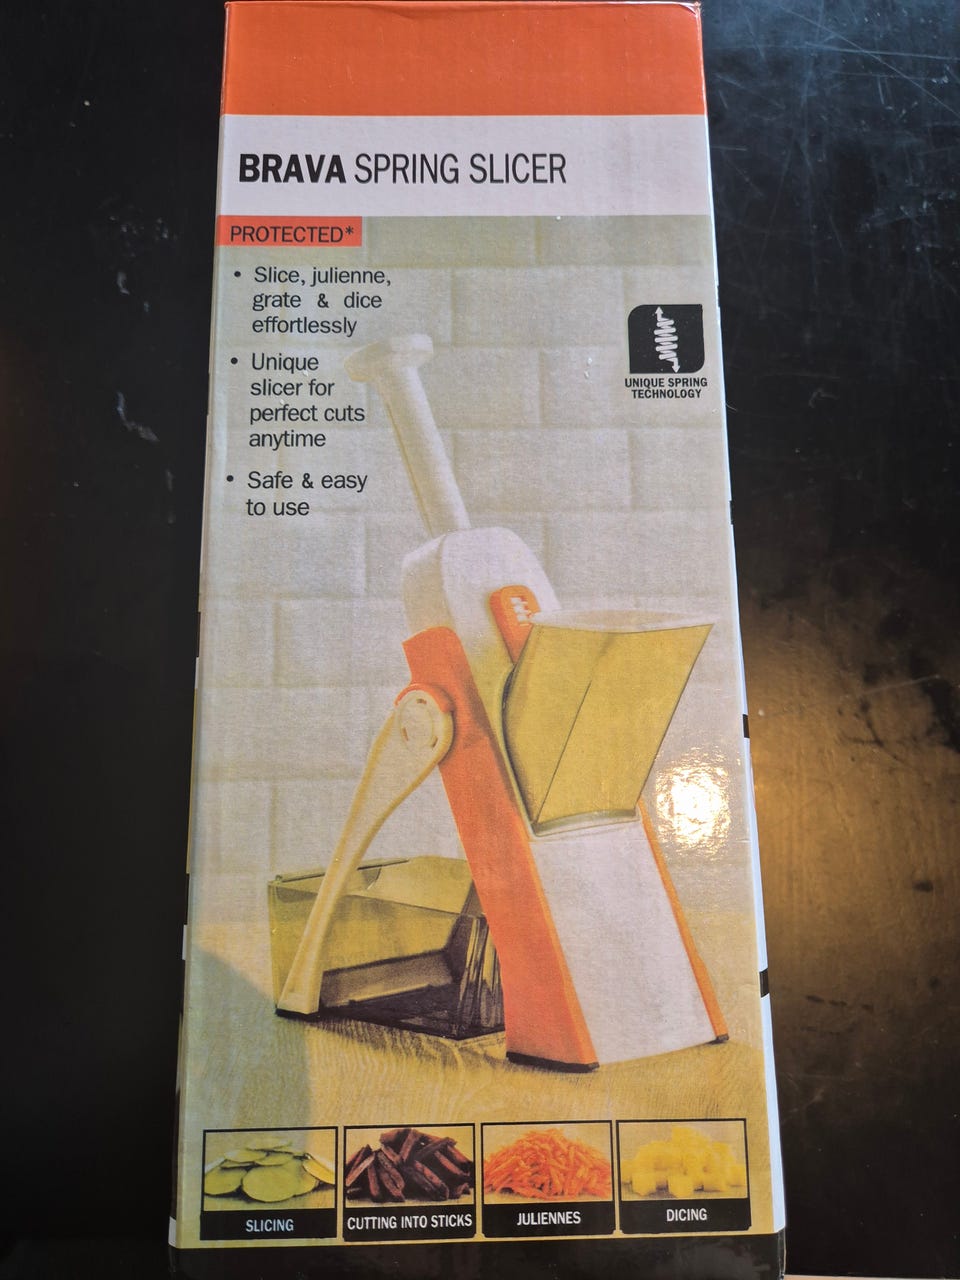 BRAVA SPRING SLICER
PROTECTED*
• Slice, julienne,
grate & dice
effortlessly
• Unique
slicer for
perfect cuts
anytime
• Safe & easy
to use
UNIQUE SPRING
TECHNOLOGY
SLICING
CUTTING INTO STICKS
JULIENNES
DICING